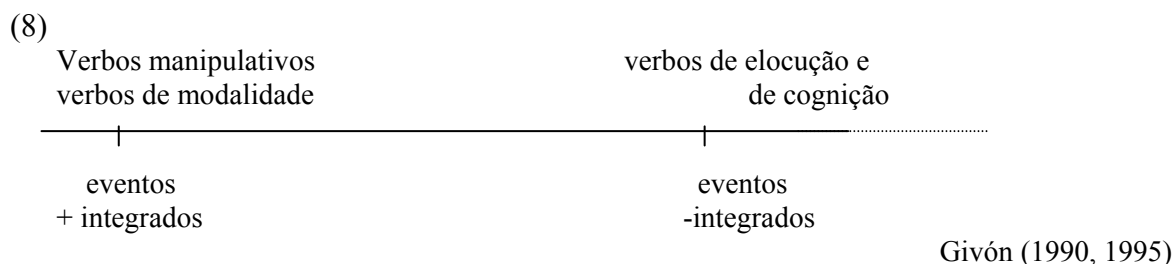 (8)
Verbos manipulativos verbos de elocução e
verbos de modalidade de cognição
eventos eventos
+ integrados -integrados
Givón (1990, 1995)